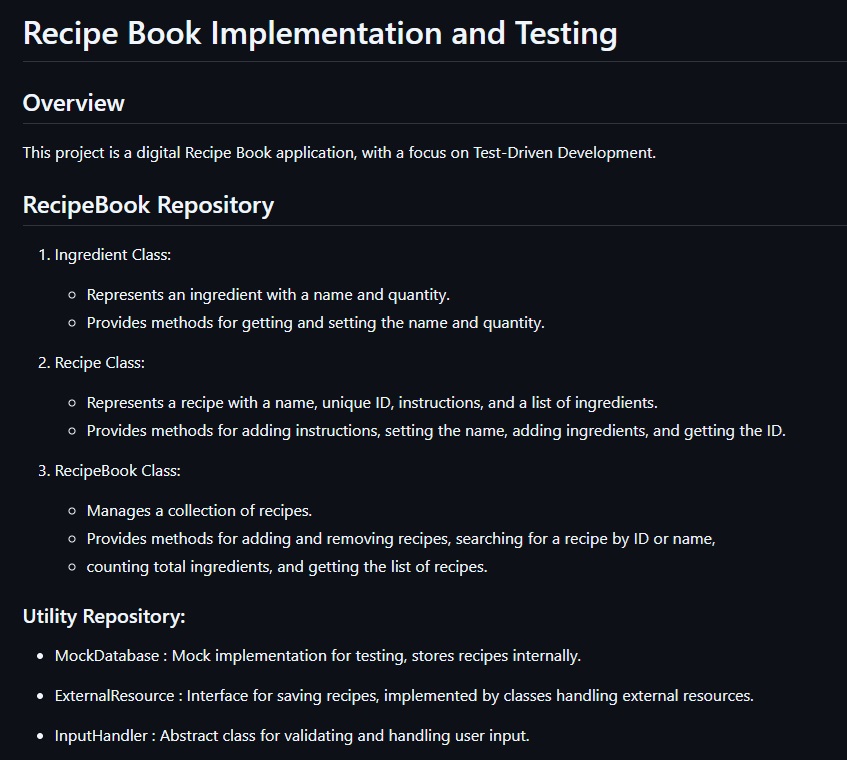 Recipe Book Implementation and Testing
Overview
This project is a digital Recipe Book application, with a focus on Test-Driven Development.
RecipeBook Repository
1. Ingredient Class:
Represents an ingredient with a name and quantity.
Provides methods for getting and setting the name and quantity.
2. Recipe Class:
Represents a recipe with a name, unique ID, instructions, and a list of ingredients.
Provides methods for adding instructions, setting the name, adding ingredients, and getting the ID.
3. RecipeBook Class:
Manages a collection of recipes.
Provides methods for adding and removing recipes, searching for a recipe by ID or name,
counting total ingredients, and getting the list of recipes.
Utility Repository:
MockDatabase : Mock implementation for testing, stores recipes internally.
ExternalResource : Interface for saving recipes, implemented by classes handling external resources.
InputHandler : Abstract class for validating and handling user input.